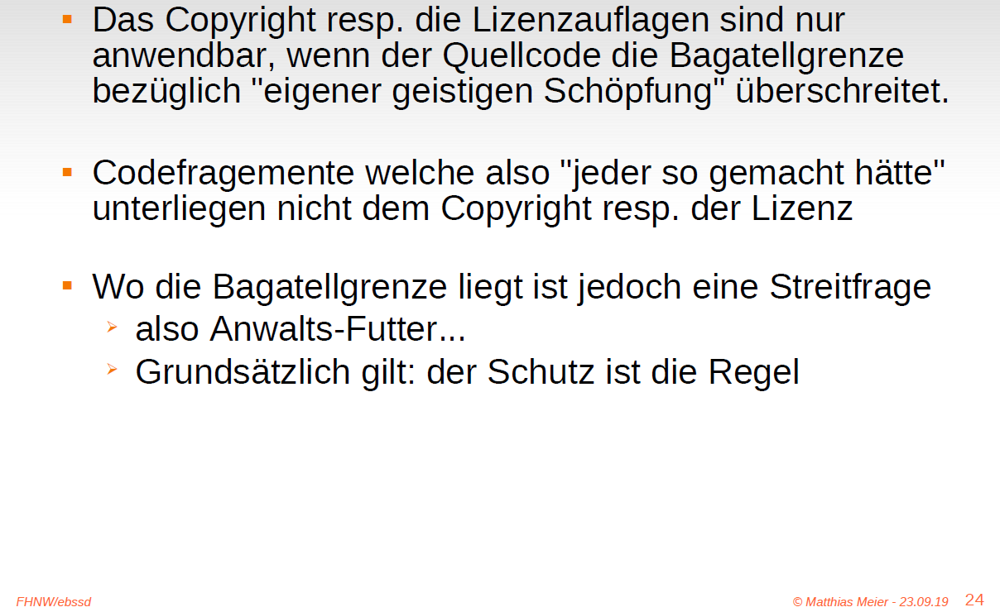 Das Copyright resp. die Lizenzauflagen sind nur
anwendbar, wenn der Quellcode die Bagatellgrenze
bezüglich "eigener geistigen Schöpfung" überschreitet.
Codefragemente welche also "jeder so gemacht hätte"
unterliegen nicht dem Copyright resp. der Lizenz
Wo die Bagatellgrenze liegt ist jedoch eine Streitfrage
also Anwalts-Futter...
Grundsätzlich gilt: der Schutz ist die Regel
FHNW/ebssd
© Matthias Meier - 23.09.19 24